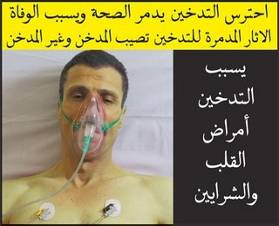 احترس التدخين يدمر الصحة ويسبب الوفاة
الاثار المدمرة للتدخين تصيب المدخن وغير المدخن
يسبب
التدخين
أمراض
القلب
والشرايين